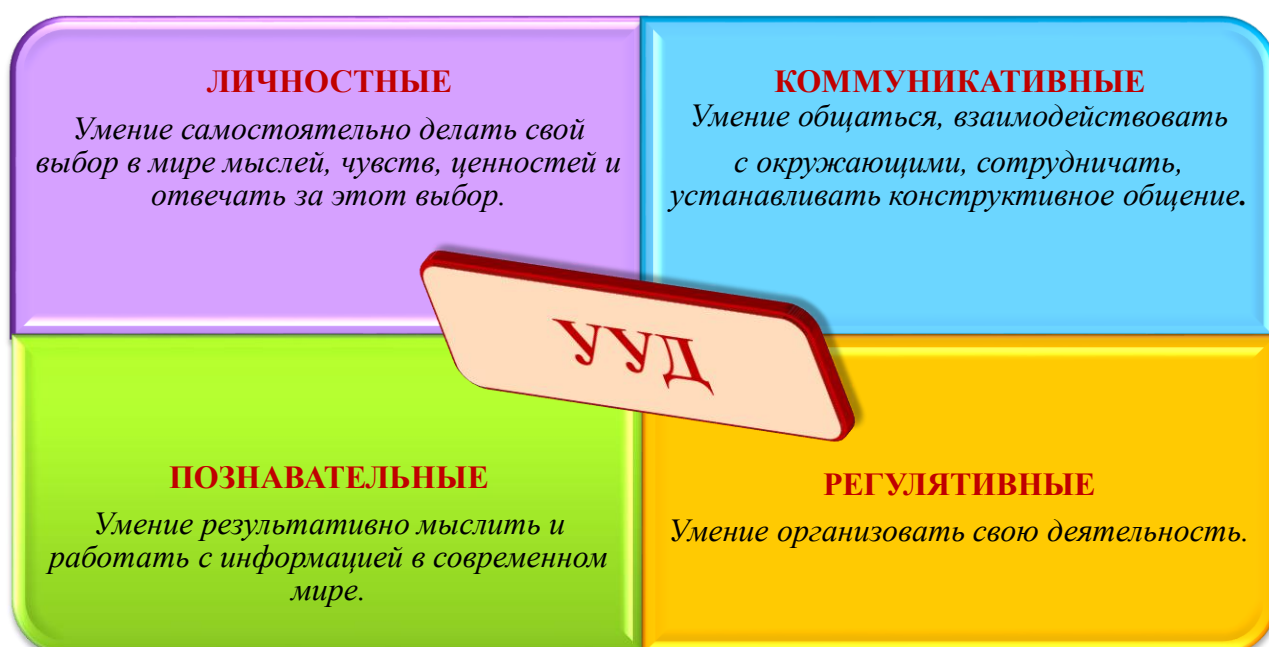 ЛИЧНОСТНЫЕ
Умение самостоятельно делать свой
выбор в мире мыслей, чувств, ценностей и
отвечать за этот выбор.
КОММУНИКАТИВНЫЕ
Умение общаться, взаимодействовать
с окружающими, сотрудничать,
устанавливать конструктивное общение.
УУД
ПОЗНАВАТЕЛЬНЫЕ
Умение результативно мыслить и
работать с информацией в современном
мире.
РЕГУЛЯТИВНЫЕ
Умение организовать свою деятельность.